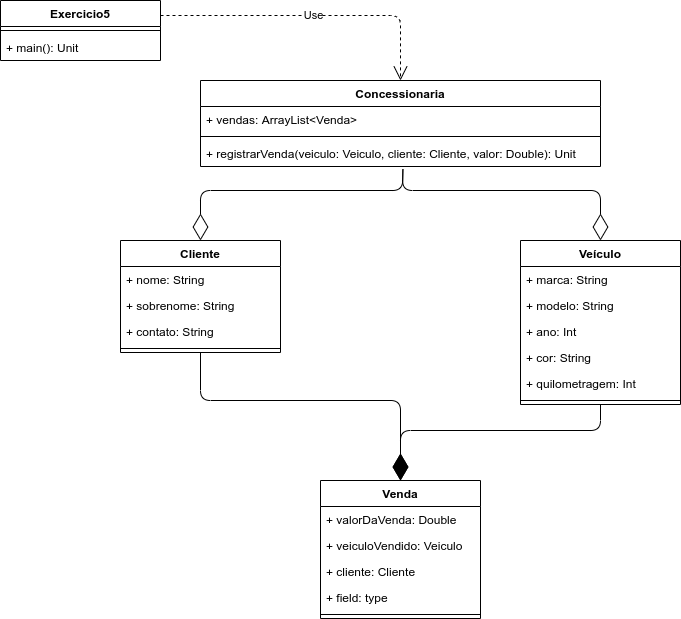 Exercicio5
+ main(): Unit
Use
Concessionaria
+ vendas: ArrayList<Venda>
+ registrarVenda(veiculo: Veiculo, cliente: Cliente, valor: Double): Unit
Cliente
+ nome: String
+ sobrenome: String
+ contato: String
Veículo
+ marca: String
+ modelo: String
+ ano: Int
+ cor: String
+ quilometragem: Int
Venda
+ valorDaVenda: Double
+ veiculoVendido: Veiculo
+ cliente: Cliente
+ field: type